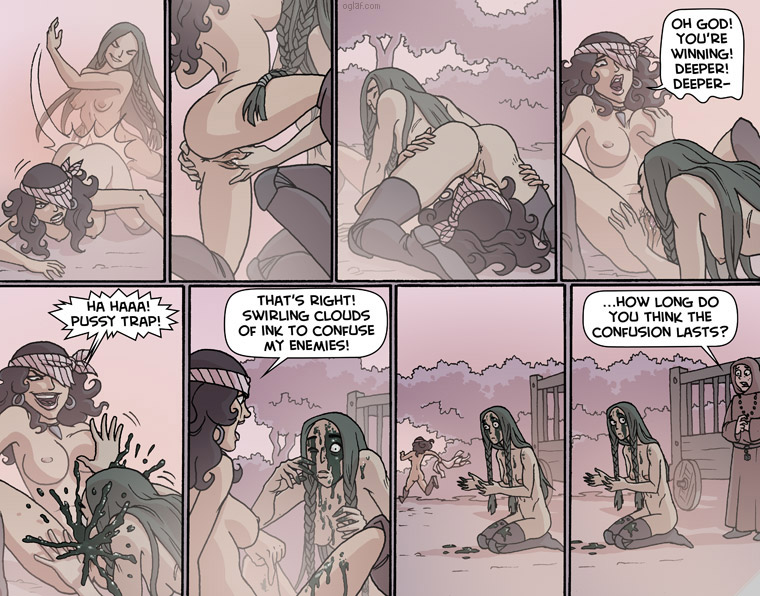 oglaf.com
OH GOD!
YOU'RE
WINNING!
DEEPER!
DEEPER-
HA HAAA!
PUSSY TRAP!
THAT'S RIGHT!
SWIRLING CLOUDS
OF INK TO CONFUSE
MY ENEMIES!
...HOW LONG DO
YOU THINK THE
CONFUSION LASTS?